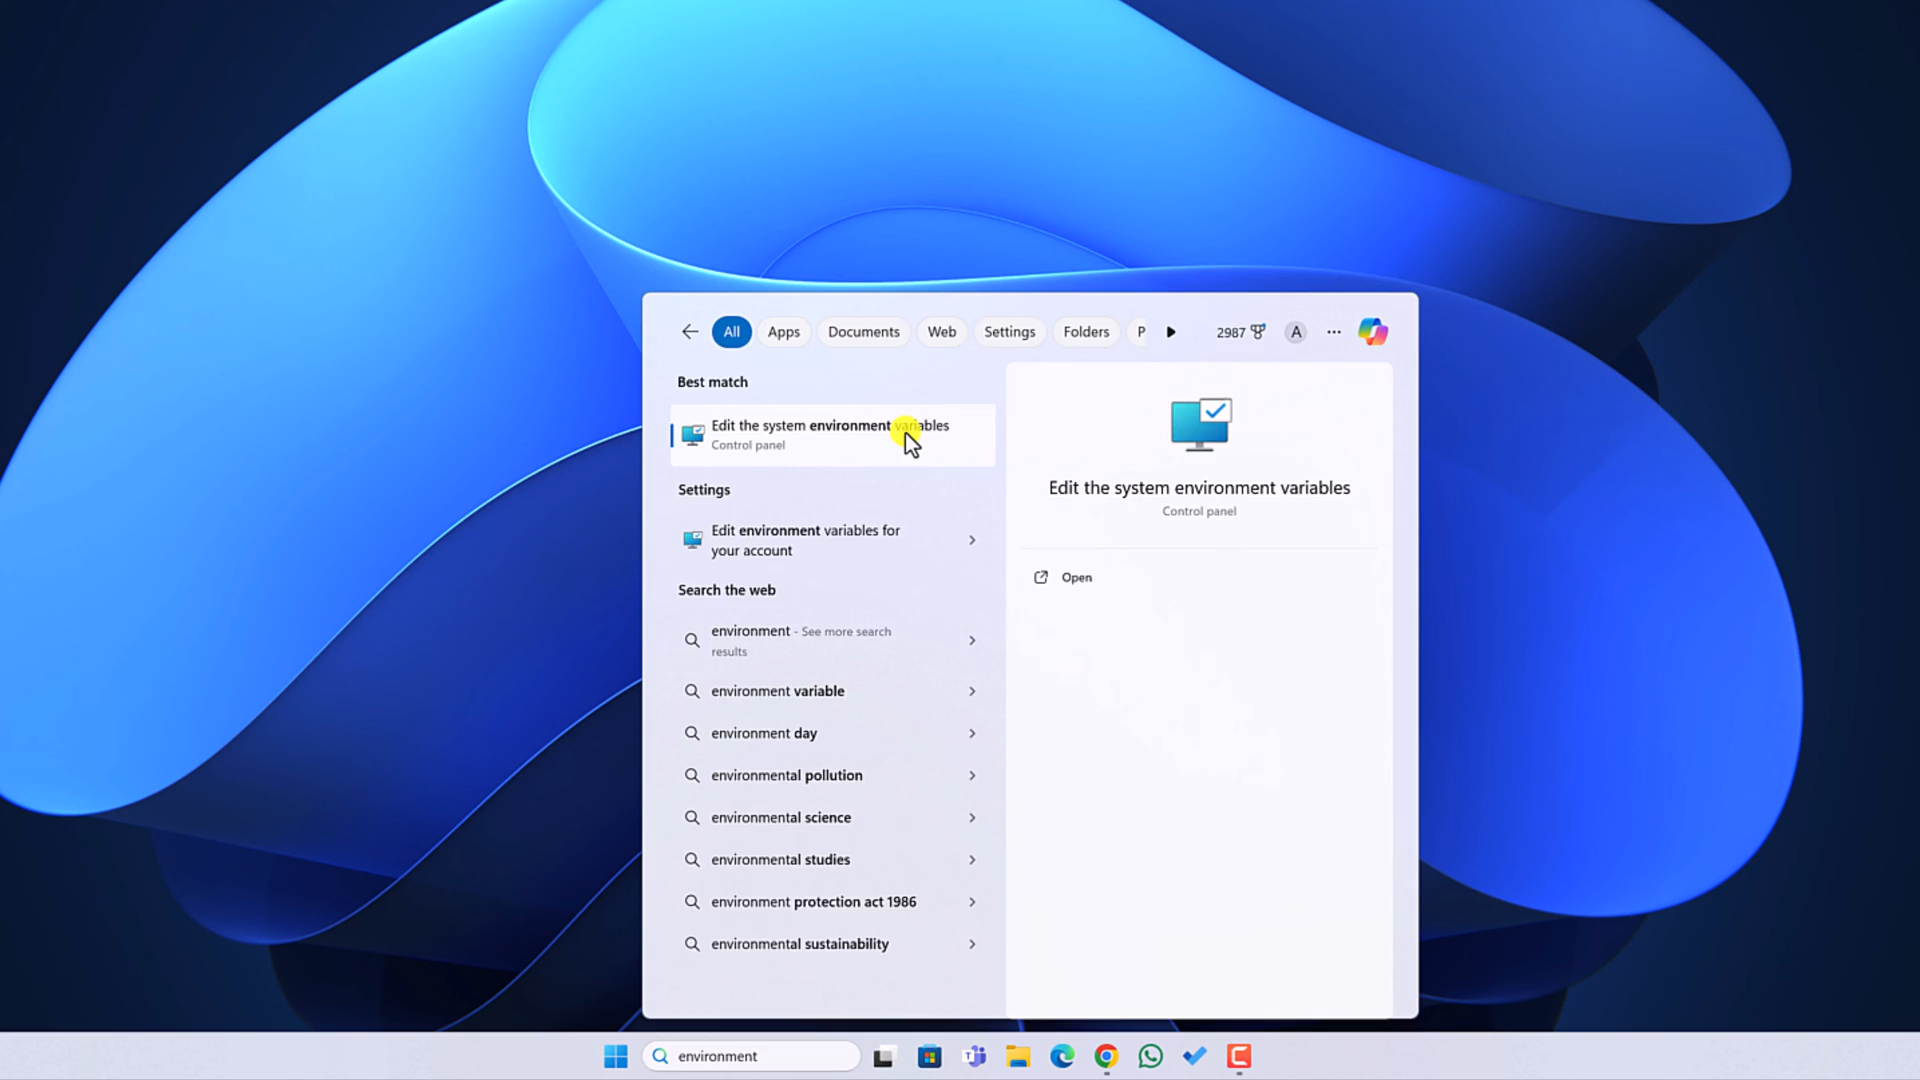 All Apps Documents Web Settings Folders P 2987 A
Best match
Edit the system environment variables
Control panel
Settings
Edit environment variables for
your account
Search the web
environment - See more search
results
environment variable
environment day
environmental pollution
environmental science
environmental studies
environment protection act 1986
environmental sustainability
Edit the system environment variables
Control panel
Open
environment